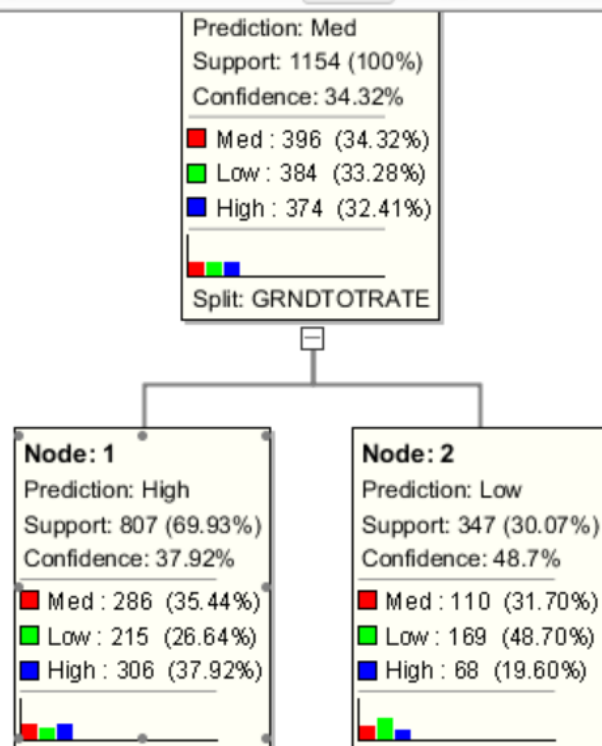 Prediction: Med
Support: 1154 (100%)
Confidence: 34.32%
Med : 396 (34.32%)
Low : 384 (33.28%)
High : 374 (32.41%)
Split: GRNDTOTRATE
Node: 1
Prediction: High
Support: 807 (69.93%)
Confidence: 37.92%
Med : 286 (35.44%)
Low : 215 (26.64%)
High : 306 (37.92%)
Node: 2
Prediction: Low
Support: 347 (30.07%)
Confidence: 48.7%
Med : 110 (31.70%)
Low : 169 (48.70%)
High : 68 (19.60%)